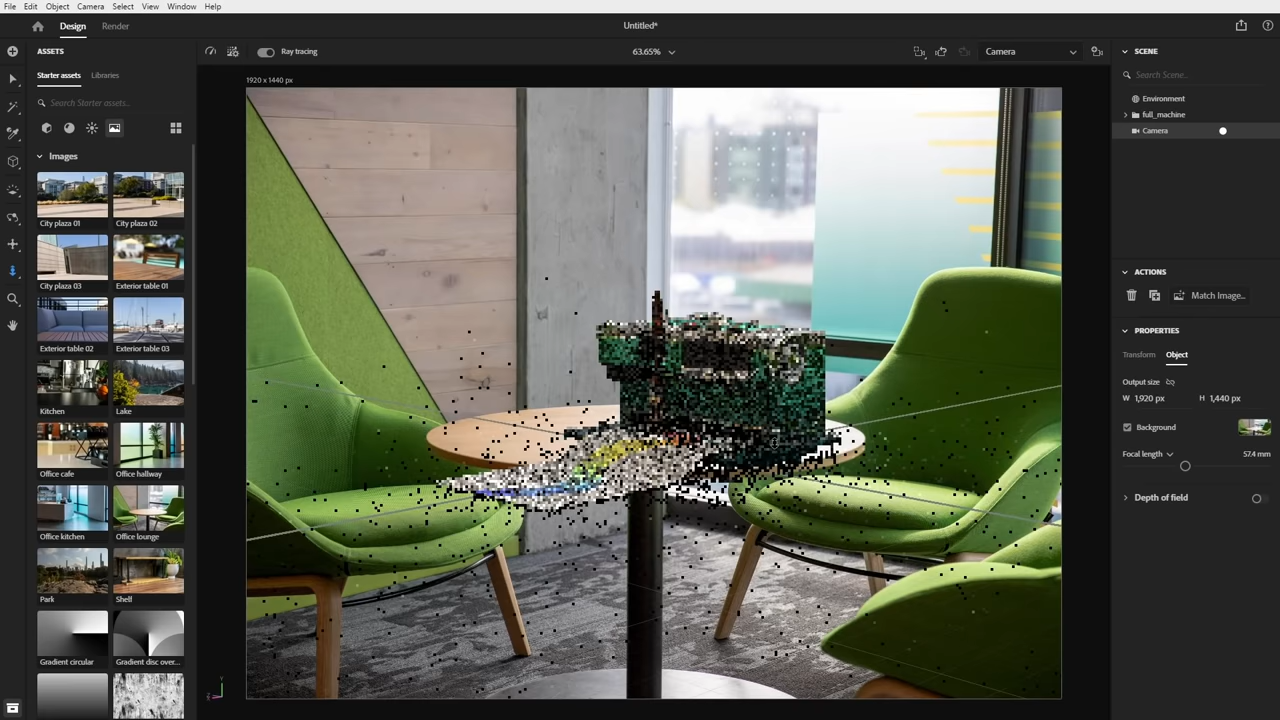 File Edit Object Camera Select View Window Help
Design Render Untitled*
ASSETS
Starter assets Libraries
Search Starter assets...
Images
City plaza 01 City plaza 02
City plaza 03 Exterior table 01
Exterior table 02 Exterior table 03
Kitchen Lake
Office cafe Office hallway
Office kitchen Office lounge
Park Shelf
Gradient circular Gradient disc over...
Ray tracing 63.65% Camera
1920 x 1440 px
SCENE
Search Scene...
Environment
full_machine
Camera
ACTIONS
Match Image...
PROPERTIES
Transform Object
Output size
W 1,920 px H 1,440 px
Background
Focal length 57.4 mm
Depth of field